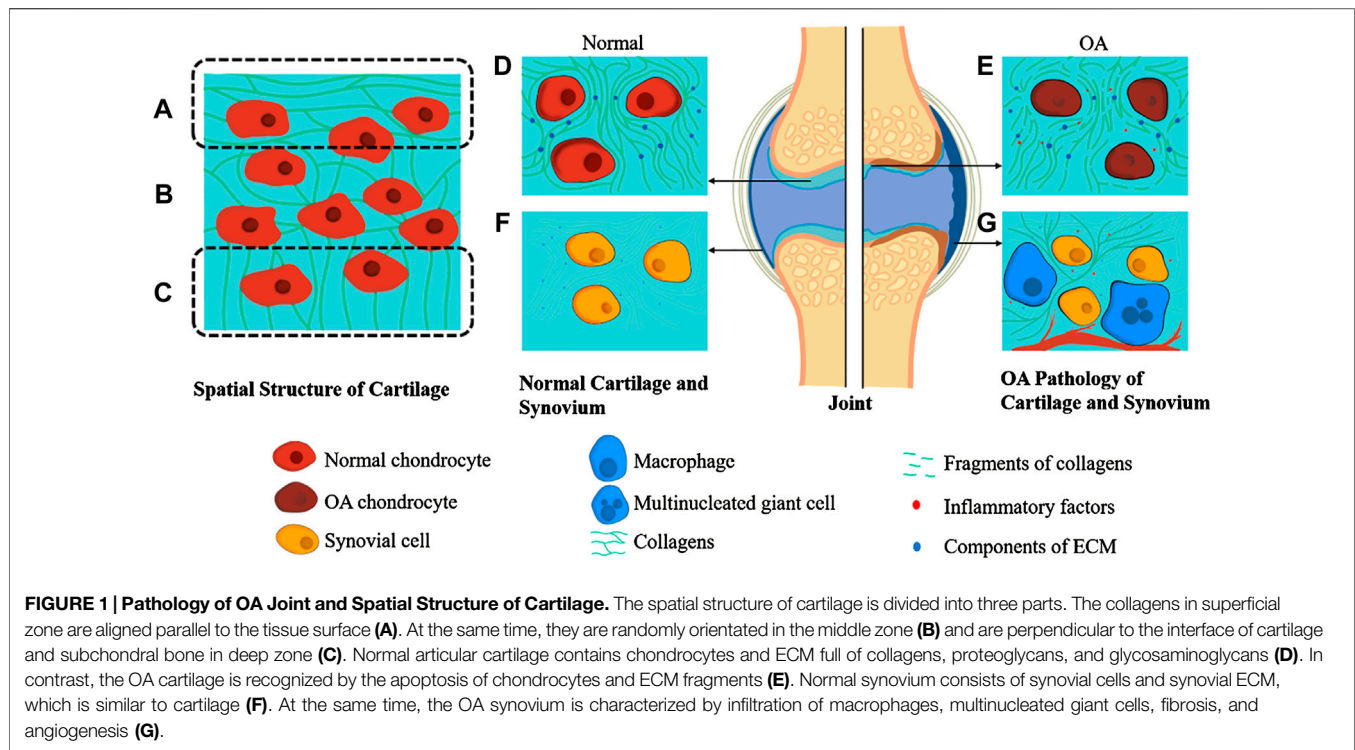 Normal
OA
A
B
C
D
E
F
G
Spatial Structure of Cartilage
Normal Cartilage and
Synovium
Joint
OA Pathology of
Cartilage and Synovium
Normal chondrocyte
OA chondrocyte
Synovial cell
Macrophage
Multinucleated giant cell
Collagens
Fragments of collagens
Inflammatory factors
Components of ECM
FIGURE 1 | Pathology of OA Joint and Spatial Structure of Cartilage. The spatial structure of cartilage is divided into three parts. The collagens in superficial
zone are aligned parallel to the tissue surface (A). At the same time, they are randomly orientated in the middle zone (B) and are perpendicular to the interface of cartilage
and subchondral bone in deep zone (C). Normal articular cartilage contains chondrocytes and ECM full of collagens, proteoglycans, and glycosaminoglycans (D). In
contrast, the OA cartilage is recognized by the apoptosis of chondrocytes and ECM fragments (E). Normal synovium consists of synovial cells and synovial ECM,
which is similar to cartilage (F). At the same time, the OA synovium is characterized by infiltration of macrophages, multinucleated giant cells, fibrosis, and
angiogenesis (G).